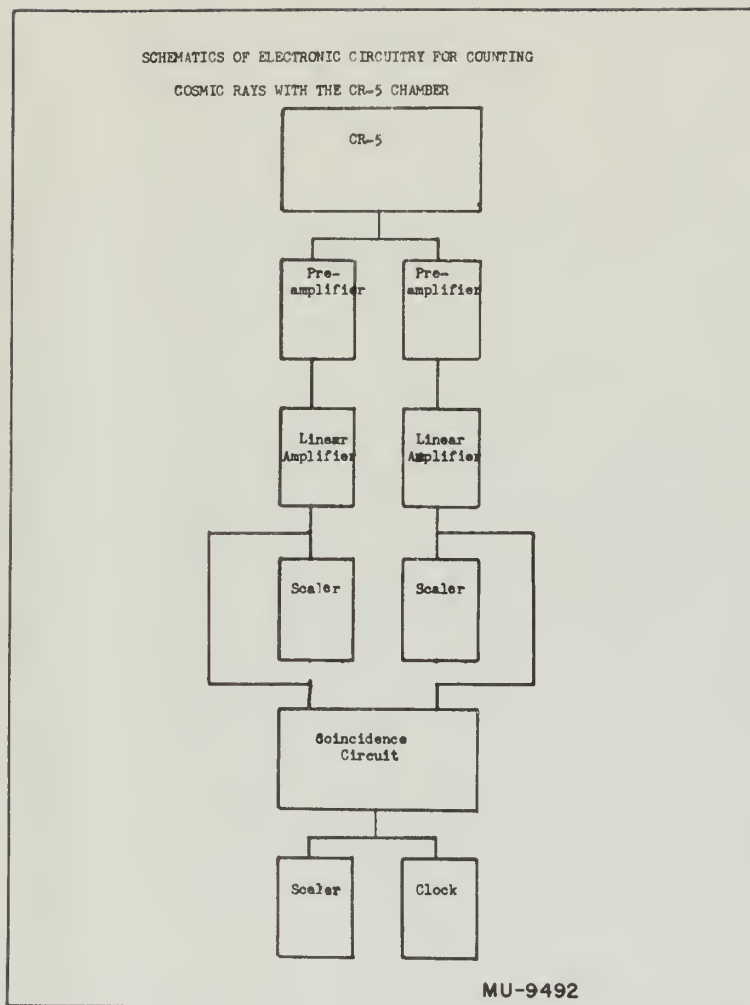 SCHEMATICS OF ELECTRONIC CIRCUITRY FOR COUNTING
COSMIC RAYS WITH THE CR-5 CHAMBER
CR-5
Pre-
amplifier
Pre-
amplifier
Linear
Amplifier
Linear
Amplifier
Scaler
Scaler
Coincidence
Circuit
Scaler
Clock
MU-9492